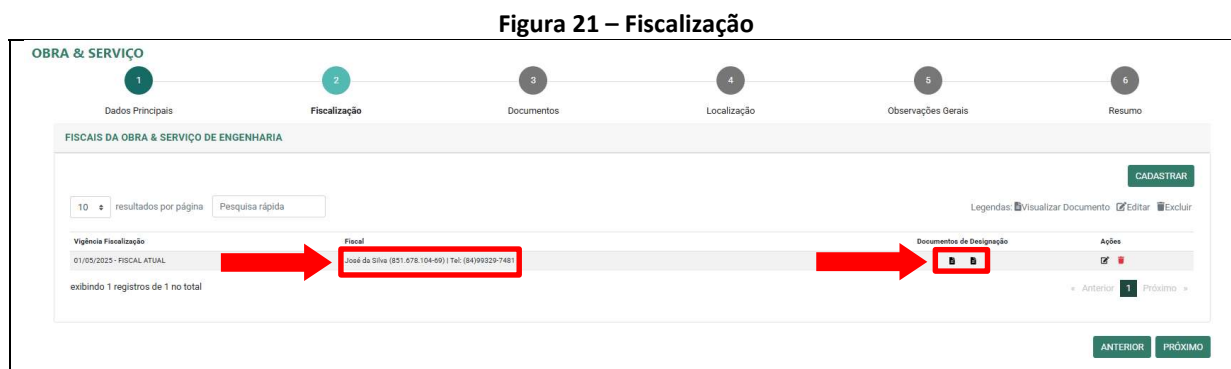 Figura 21 – Fiscalização
OBRA & SERVIÇO
1 2 3 4 5 6
Dados Principais Fiscalização Documentos Localização Observações Gerais Resumo
FISCAIS DA OBRA & SERVIÇO DE ENGENHARIA
CADASTRAR
10 resultados por página Pesquisa rápida Legendas: Visualizar Documento Editar Excluir
Vigência Fiscalização Fiscal Documentos de Designação Ações
01/05/2025 - FISCAL ATUAL José da Silva (851.678.104-69) | Tel: (84)99329-7481
exibindo 1 registros de 1 no total « Anterior 1 Próximo »
ANTERIOR PRÓXIMO